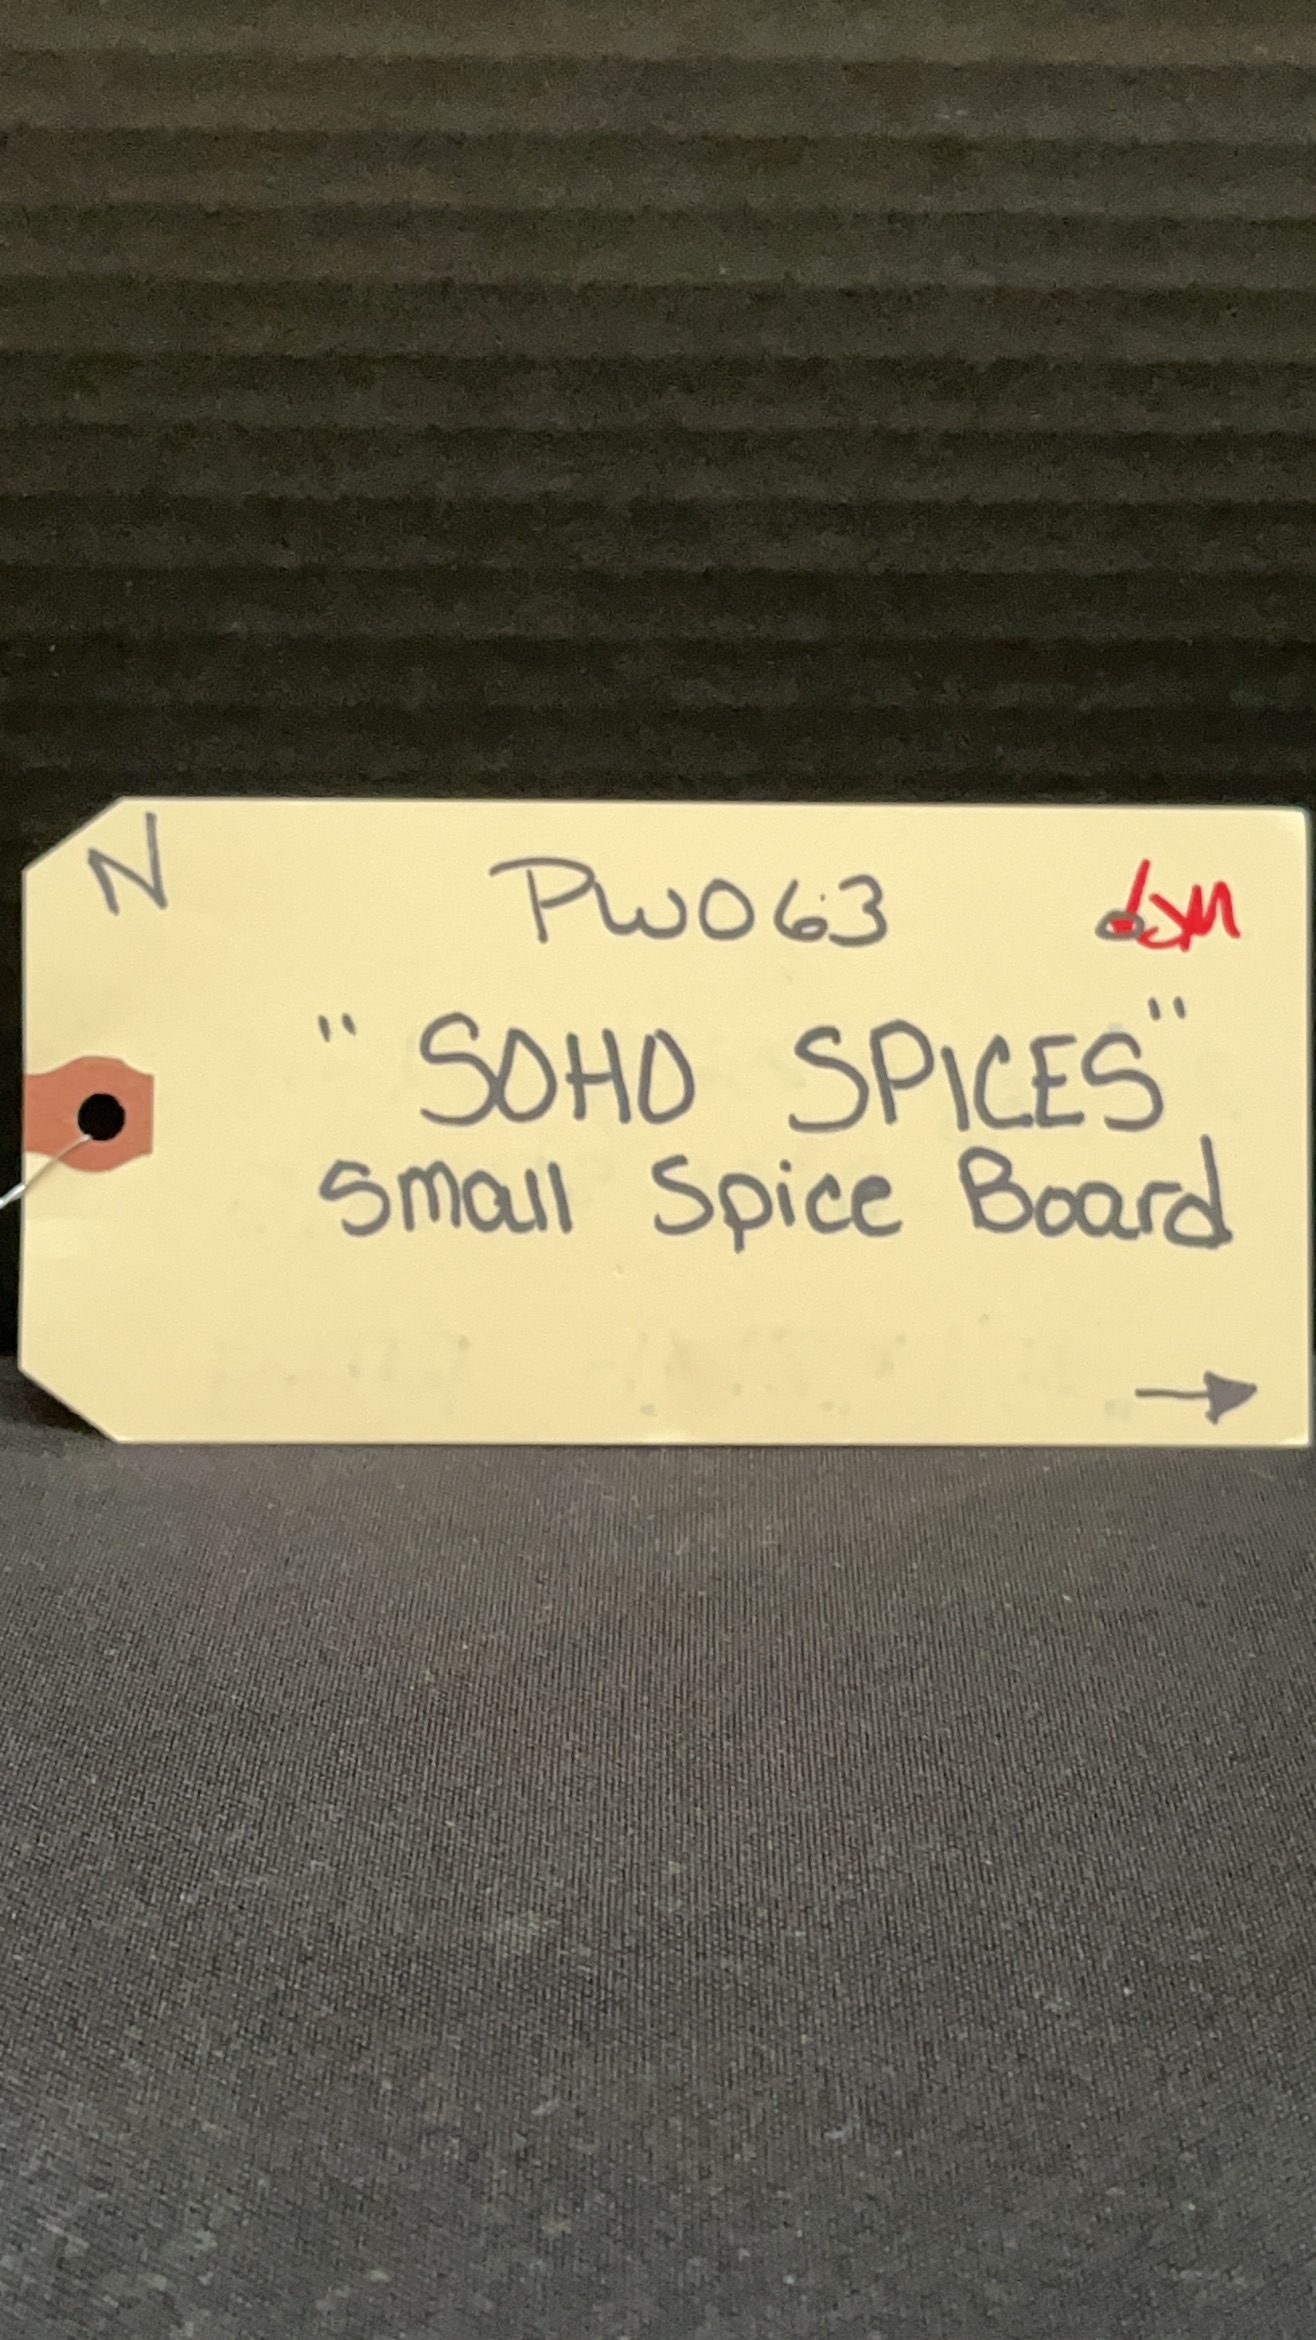 N PW063
" SOHO SPICES "
Small Spice Board